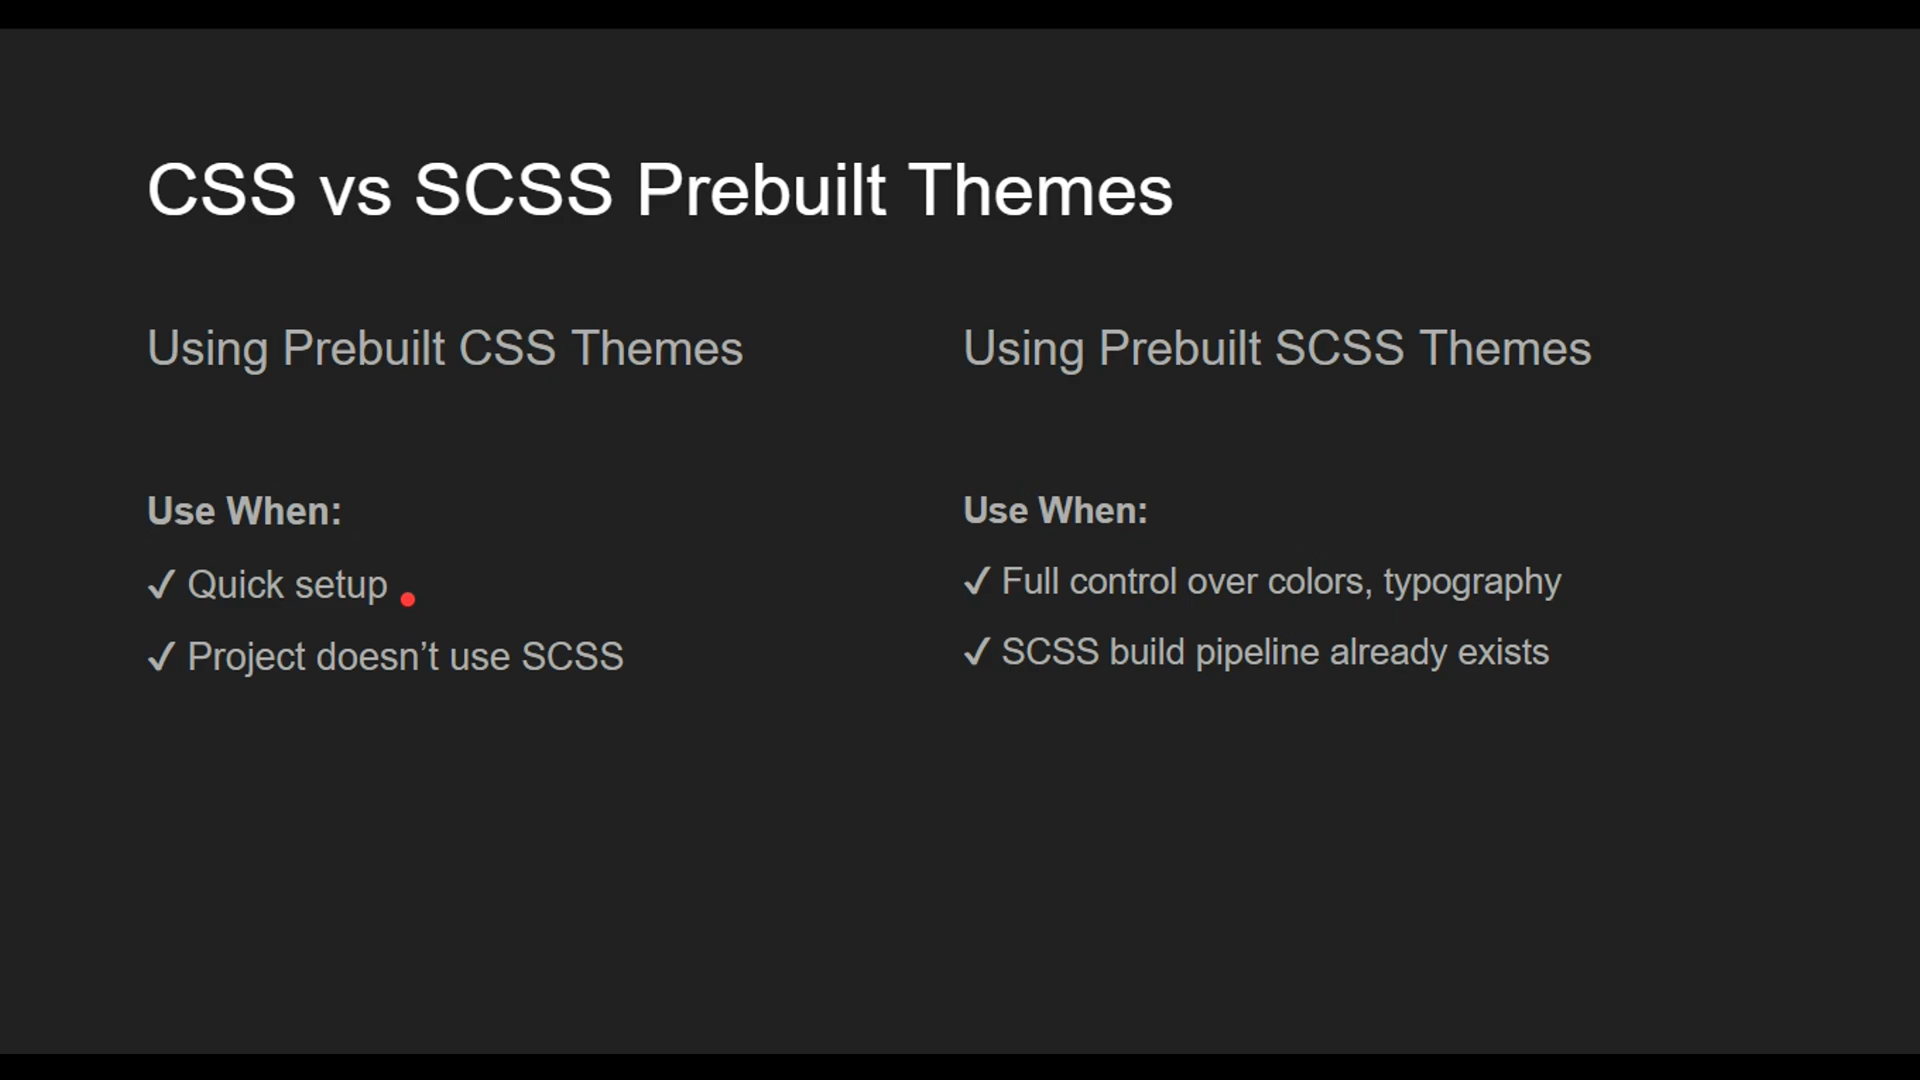 CSS vs SCSS Prebuilt Themes
Using Prebuilt CSS Themes
Use When:
✓ Quick setup
✓ Project doesn’t use SCSS
Using Prebuilt SCSS Themes
Use When:
✓ Full control over colors, typography
✓ SCSS build pipeline already exists